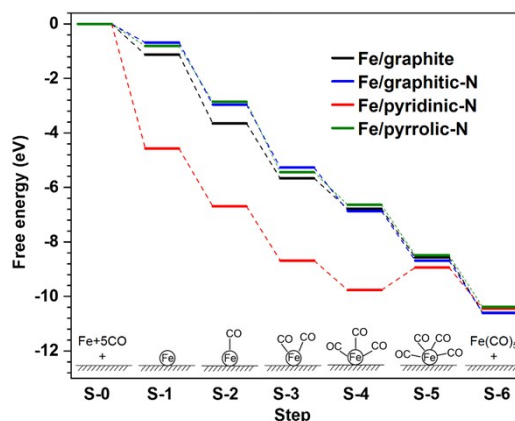 Free energy (eV)
0
-2
-4
-6
-8
-10
-12
Fe/graphite
Fe/graphitic-N
Fe/pyridinic-N
Fe/pyrrolic-N
Fe+5CO
+
Fe
CO
Fe
CO CO
Fe
CO
OC CO
Fe
CO CO
OC CO
Fe
Fe(CO)5
+
S-0 S-1 S-2 S-3 S-4 S-5 S-6
Step